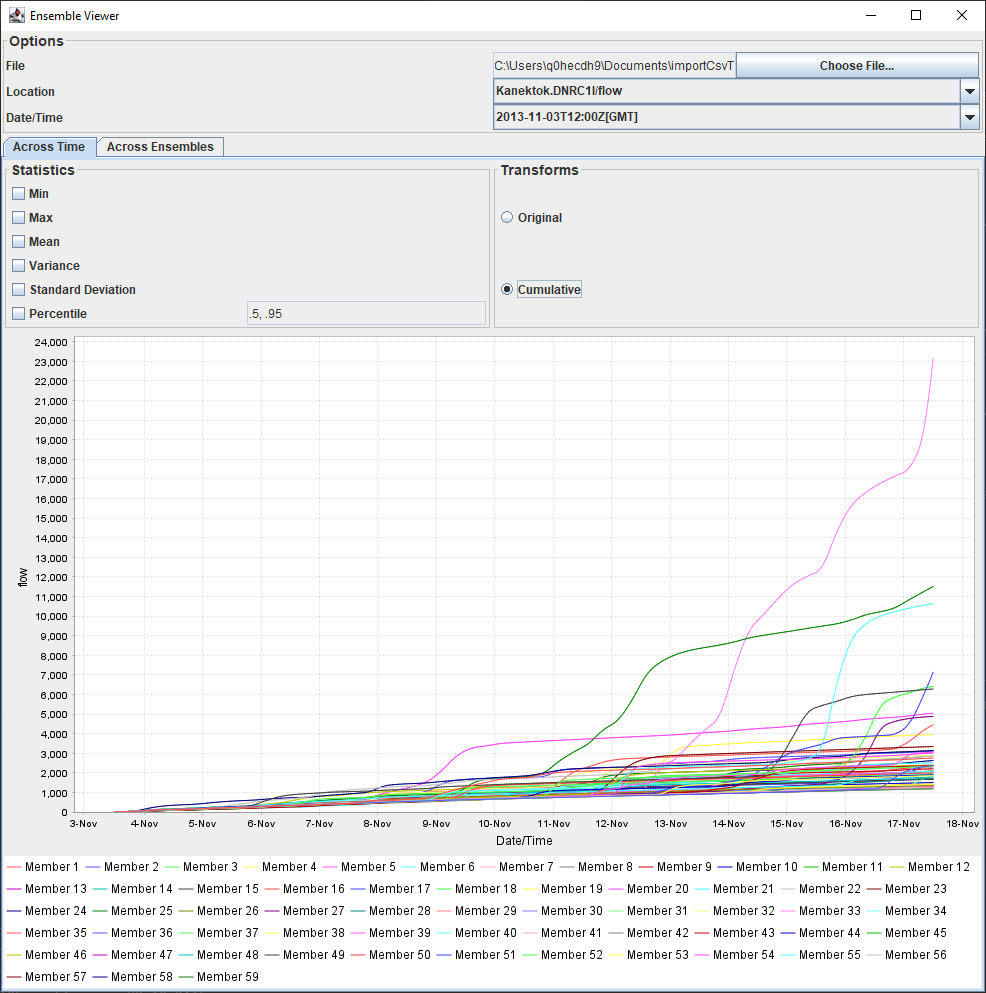 Ensemble Viewer
Options
File C:\Users\q0hecdh9\Documents\importCsvT Choose File...
Location Kanektok.DNRC1I/flow
Date/Time 2013-11-03T12:00Z[GMT]
Across Time Across Ensembles
Statistics Transforms
Min
Max Original
Mean
Variance
Standard Deviation Cumulative
Percentile .5, .95
24,000
23,000
22,000
21,000
20,000
19,000
18,000
17,000
16,000
15,000
14,000
13,000
12,000
11,000
10,000
9,000
8,000
7,000
6,000
5,000
4,000
3,000
2,000
1,000
0
flow
3-Nov 4-Nov 5-Nov 6-Nov 7-Nov 8-Nov 9-Nov 10-Nov 11-Nov 12-Nov 13-Nov 14-Nov 15-Nov 16-Nov 17-Nov 18-Nov
Date/Time
Member 1 Member 2 Member 3 Member 4 Member 5 Member 6 Member 7 Member 8 Member 9 Member 10 Member 11 Member 12
Member 13 Member 14 Member 15 Member 16 Member 17 Member 18 Member 19 Member 20 Member 21 Member 22 Member 23
Member 24 Member 25 Member 26 Member 27 Member 28 Member 29 Member 30 Member 31 Member 32 Member 33 Member 34
Member 35 Member 36 Member 37 Member 38 Member 39 Member 40 Member 41 Member 42 Member 43 Member 44 Member 45
Member 46 Member 47 Member 48 Member 49 Member 50 Member 51 Member 52 Member 53 Member 54 Member 55 Member 56
Member 57 Member 58 Member 59